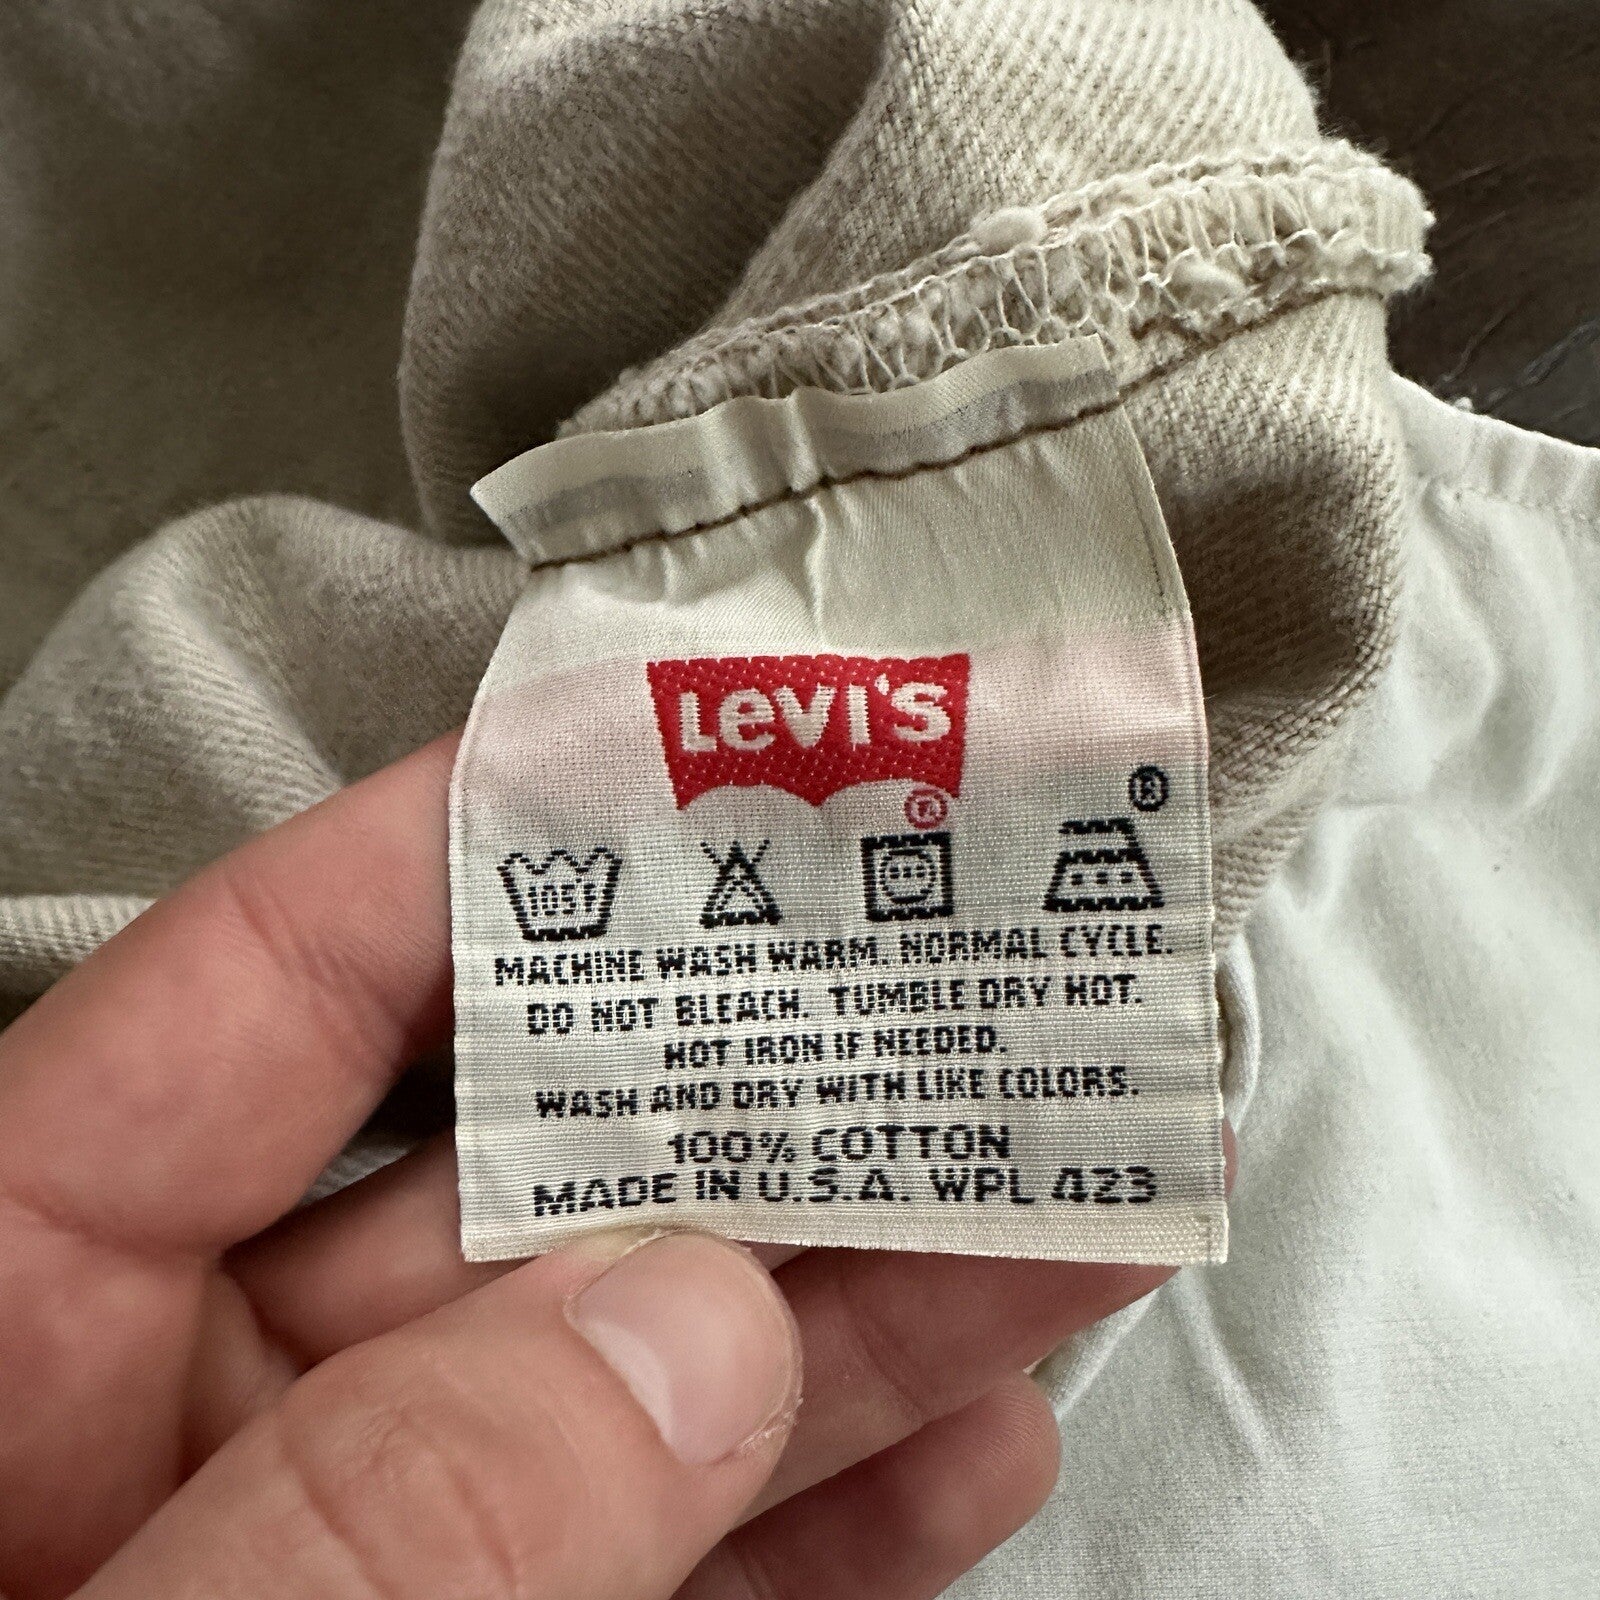 Levi's
®
®
105°F
MACHINE WASH WARM. NORMAL CYCLE.
DO NOT BLEACH. TUMBLE DRY HOT.
HOT IRON IF NEEDED.
WASH AND DRY WITH LIKE COLORS.
100% COTTON
MADE IN U.S.A. WPL 423